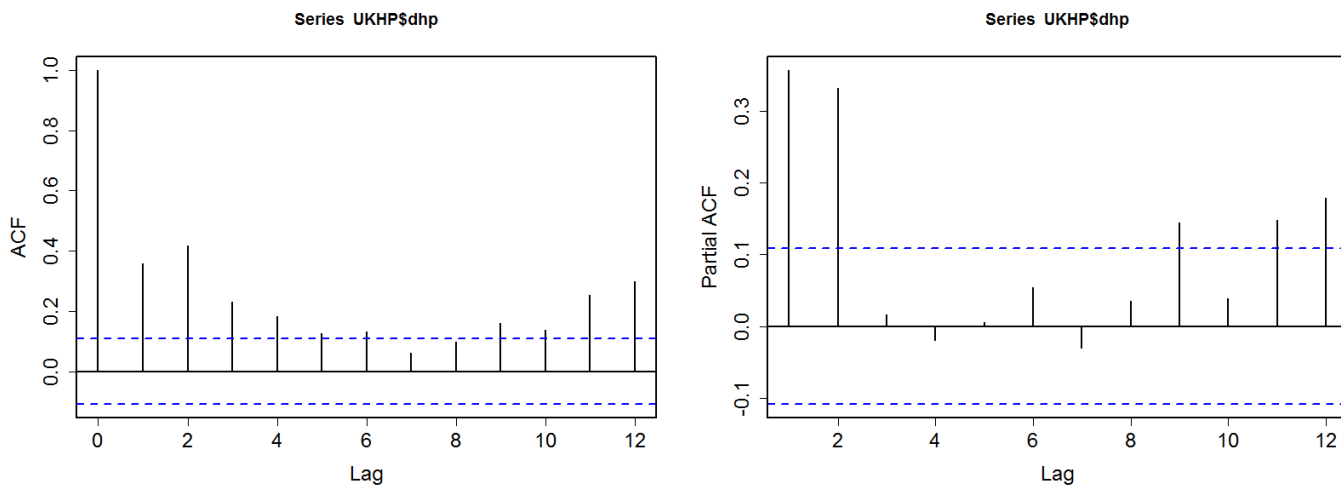 Series UKHP$dhp
ACF
0.0 0.2 0.4 0.6 0.8 1.0
0 2 4 6 8 10 12
Lag
Series UKHP$dhp
Partial ACF
-0.1 0.0 0.1 0.2 0.3
2 4 6 8 10 12
Lag